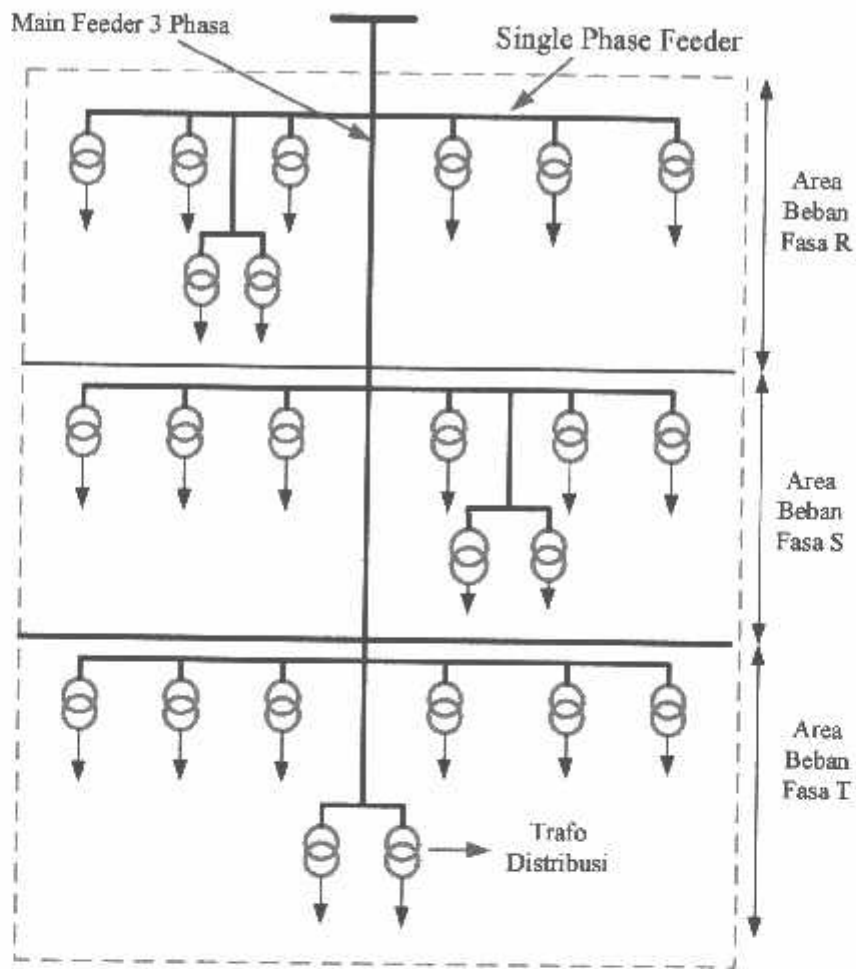 Main Feeder 3 Phasa
Single Phase Feeder
Area
Beban
Fasa R
Area
Beban
Fasa S
Area
Beban
Fasa T
Trafo
Distribusi